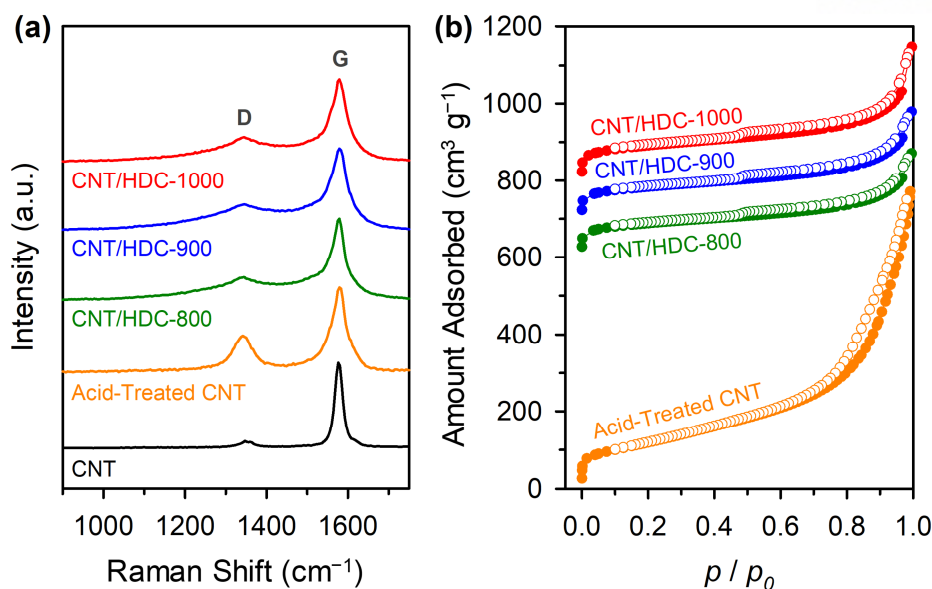 (a)
D
G
CNT/HDC-1000
CNT/HDC-900
CNT/HDC-800
Acid-Treated CNT
CNT
Intensity (a.u.)
1000 1200 1400 1600
Raman Shift (cm⁻¹)
(b)
1200
1000
800
600
400
200
0
CNT/HDC-1000
CNT/HDC-900
CNT/HDC-800
Acid-Treated CNT
Amount Adsorbed (cm³ g⁻¹)
0.0 0.2 0.4 0.6 0.8 1.0
p / p₀